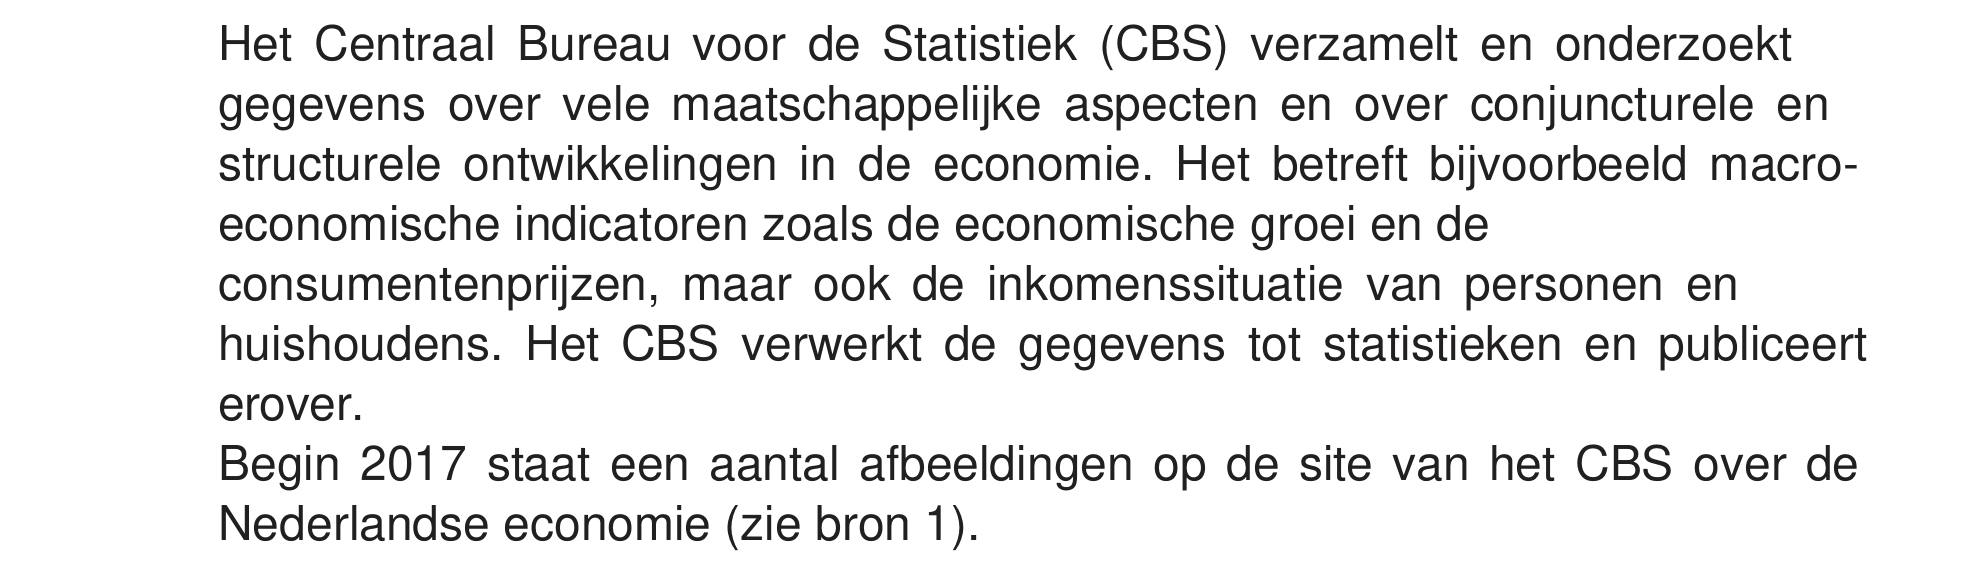 Het Centraal Bureau voor de Statistiek (CBS) verzamelt en onderzoekt
gegevens over vele maatschappelijke aspecten en over conjuncturele en
structurele ontwikkelingen in de economie. Het betreft bijvoorbeeld macro-
economische indicatoren zoals de economische groei en de
consumentenprijzen, maar ook de inkomenssituatie van personen en
huishoudens. Het CBS verwerkt de gegevens tot statistieken en publiceert
erover.
Begin 2017 staat een aantal afbeeldingen op de site van het CBS over de
Nederlandse economie (zie bron 1).